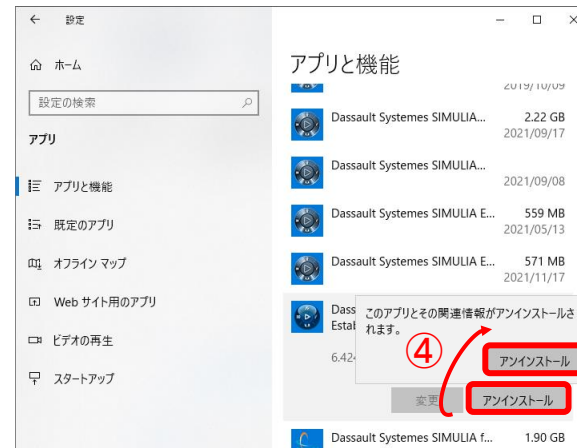 設定
ホーム
設定の検索
アプリ
アプリと機能
既定のアプリ
オフライン マップ
Web サイト用のアプリ
ビデオの再生
スタートアップ
アプリと機能
2019/10/09
Dassault Systemes SIMULIA... 2.22 GB
2021/09/17
Dassault Systemes SIMULIA...
2021/09/08
Dassault Systemes SIMULIA E... 559 MB
2021/05/13
Dassault Systemes SIMULIA E... 571 MB
2021/11/17
Dass
Estab
このアプリとその関連情報がアンインストールさ
れます。
6.424
④
アンインストール
変更 アンインストール
Dassault Systemes SIMULIA f... 1.90 GB